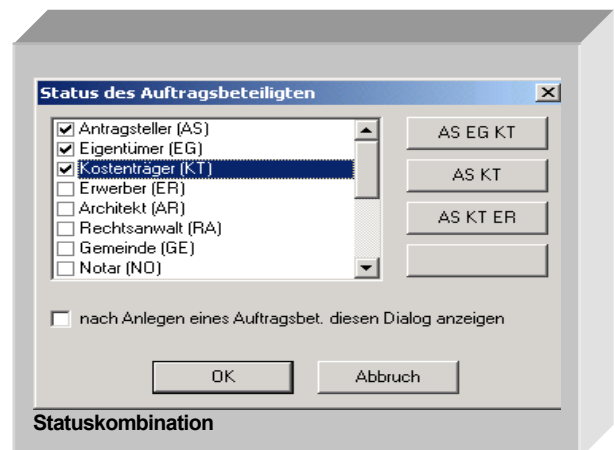 Status des Auftragsbeteiligten
Antragsteller (AS)
Eigentümer (EG)
Kostenträger (KT)
Erwerber (ER)
Architekt (AR)
Rechtsanwalt (RA)
Gemeinde (GE)
Notar (NO)
AS EG KT
AS KT
AS KT ER
nach Anlegen eines Auftragsbet. diesen Dialog anzeigen
OK
Abbruch
Statuskombination